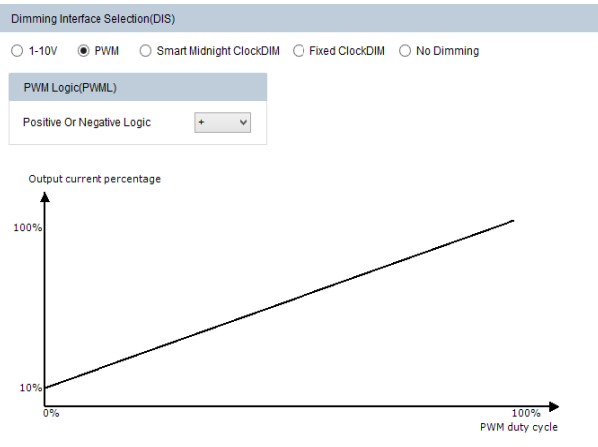 Dimming Interface Selection(DIS)
1-10V PWM Smart Midnight ClockDIM Fixed ClockDIM No Dimming
PWM Logic(PWML)
Positive Or Negative Logic +
Output current percentage
100%
10%
0% 100%
PWM duty cycle